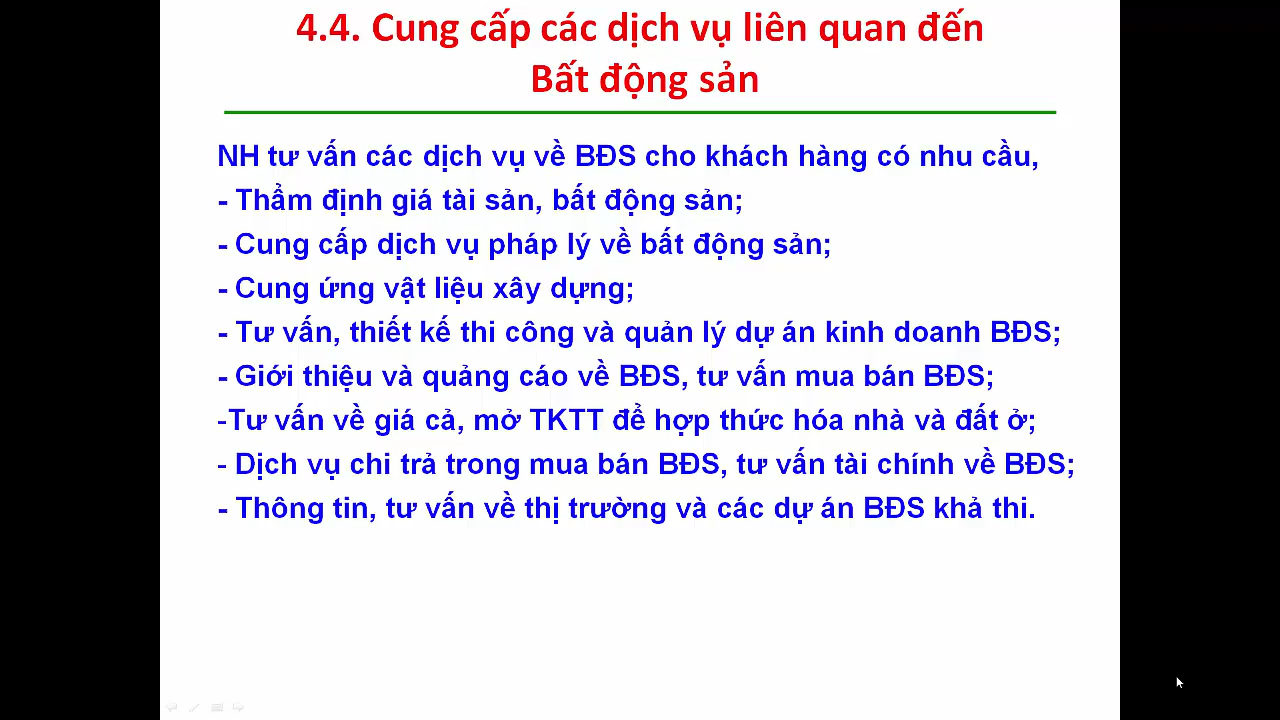 4.4. Cung cấp các dịch vụ liên quan đến
Bất động sản
NH tư vấn các dịch vụ về BĐS cho khách hàng có nhu cầu,
- Thẩm định giá tài sản, bất động sản;
- Cung cấp dịch vụ pháp lý về bất động sản;
- Cung ứng vật liệu xây dựng;
- Tư vấn, thiết kế thi công và quản lý dự án kinh doanh BĐS;
- Giới thiệu và quảng cáo về BĐS, tư vấn mua bán BĐS;
-Tư vấn về giá cả, mở TKTT để hợp thức hóa nhà và đất ở;
- Dịch vụ chi trả trong mua bán BĐS, tư vấn tài chính về BĐS;
- Thông tin, tư vấn về thị trường và các dự án BĐS khả thi.